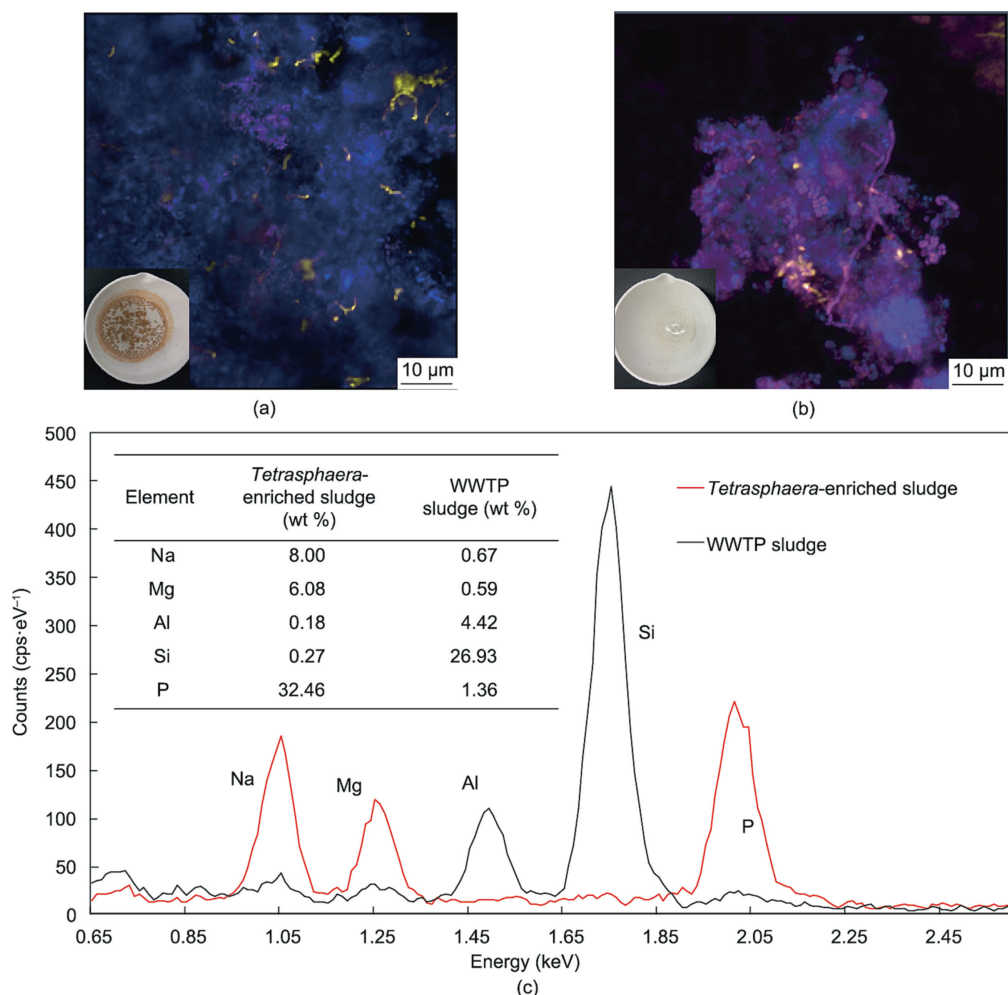 10 µm
(a)
10 µm
(b)
500
450
400
350
300
250
200
150
100
50
0
Counts (cps·eV⁻¹)
Element
Tetrasphaera-
enriched sludge
(wt %)
WWTP
sludge (wt %)
Na 8.00 0.67
Mg 6.08 0.59
Al 0.18 4.42
Si 0.27 26.93
P 32.46 1.36
Tetrasphaera-enriched sludge
WWTP sludge
Na
Mg
Al
Si
P
0.65 0.85 1.05 1.25 1.45 1.65 1.85 2.05 2.25 2.45
Energy (keV)
(c)